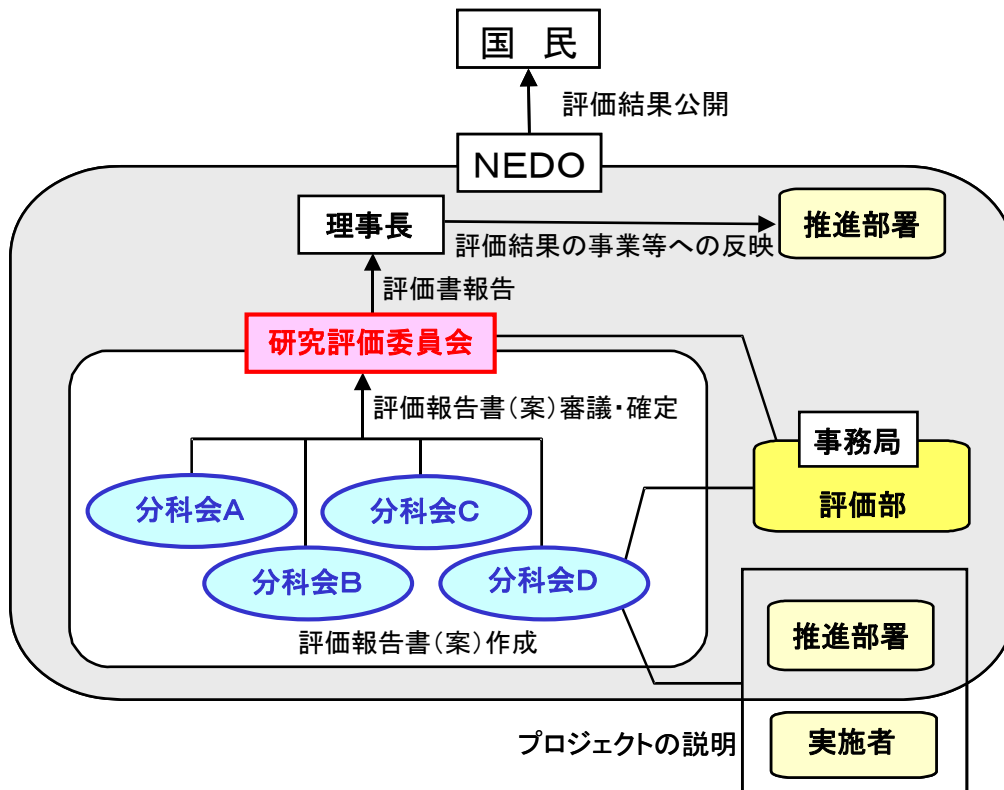 国　民
評価結果公開
NEDO
理事長
推進部署
評価結果の事業等への反映
評価書報告
研究評価委員会
評価報告書（案）審議・確定
事務局
評価部
分科会A
分科会C
分科会B
分科会D
評価報告書（案）作成
推進部署
プロジェクトの説明
実施者